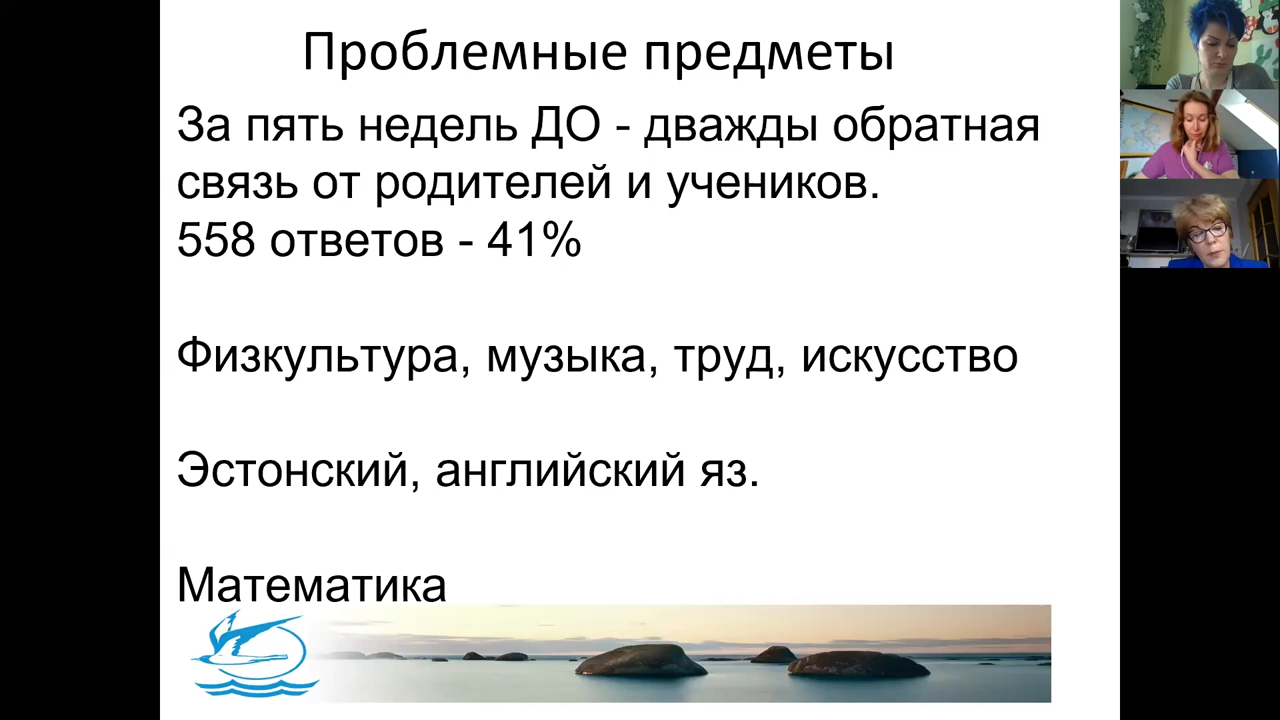 Проблемные предметы
За пять недель ДО - дважды обратная
связь от родителей и учеников.
558 ответов - 41%
Физкультура, музыка, труд, искусство
Эстонский, английский яз.
Математика